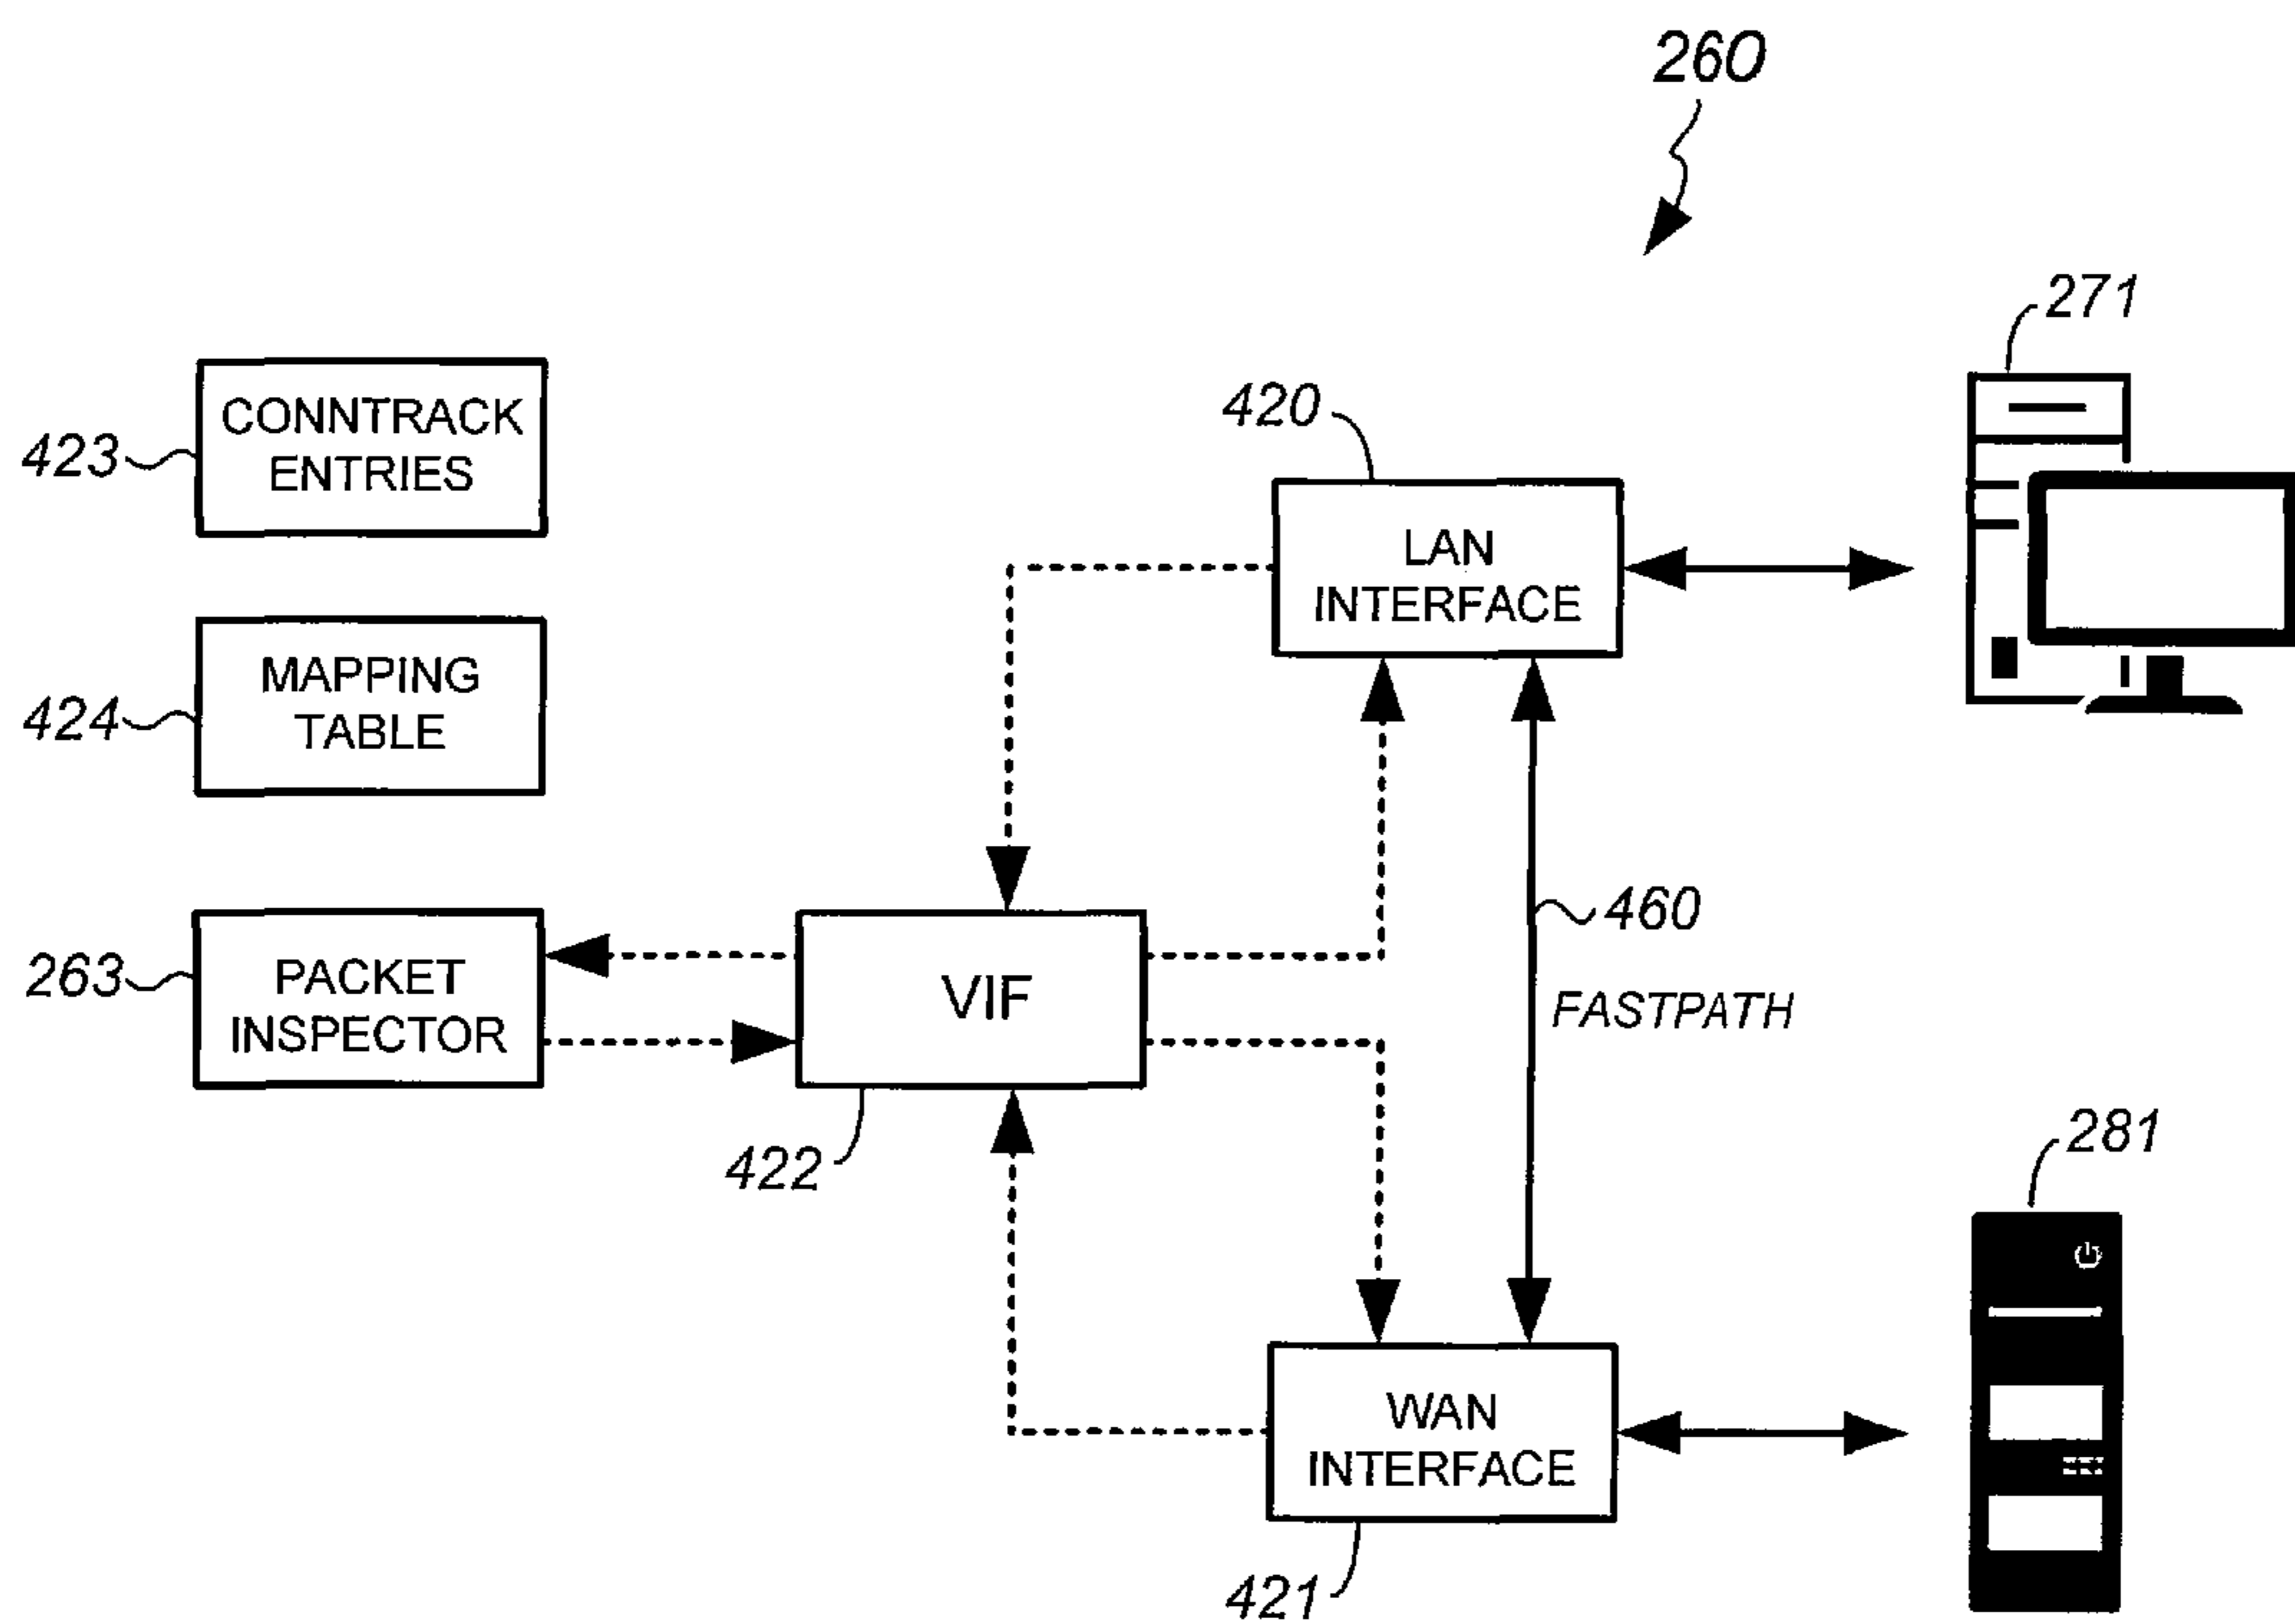 260
271
CONNTRACK
ENTRIES
423
420
LAN
INTERFACE
MAPPING
TABLE
424
460
FASTPATH
PACKET
INSPECTOR
263
VIF
422
281
WAN
INTERFACE
421